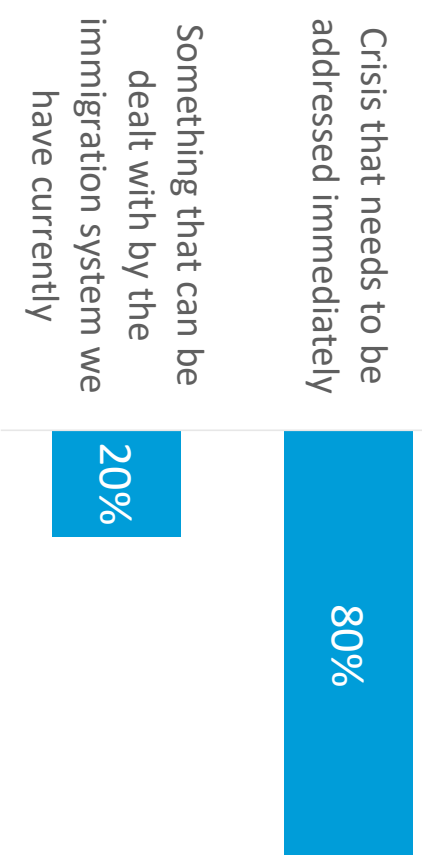 Crisis that needs to be
addressed immediately
80%
Something that can be
dealt with by the
immigration system we
have currently
20%